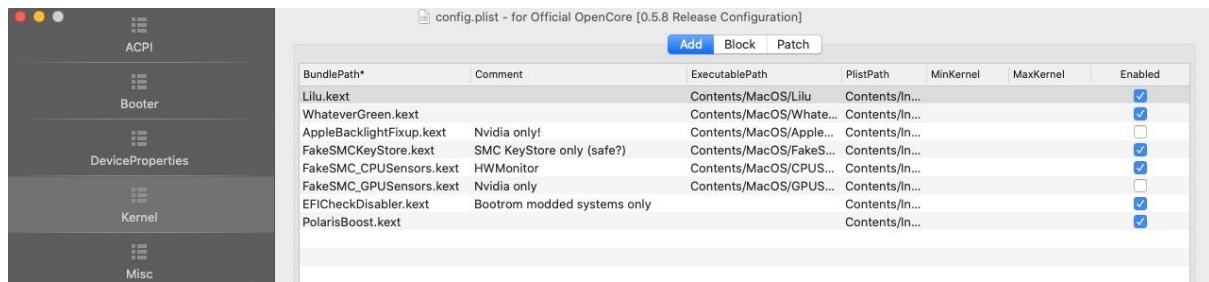 config.plist - for Official OpenCore [0.5.8 Release Configuration]
ACPI
Booter
DeviceProperties
Kernel
Misc
Add Block Patch
BundlePath* Comment ExecutablePath PlistPath MinKernel MaxKernel Enabled
Lilu.kext Contents/MacOS/Lilu Contents/In...
WhateverGreen.kext Contents/MacOS/Whate... Contents/In...
AppleBacklightFixup.kext Nvidia only! Contents/MacOS/Apple... Contents/In...
FakeSMCKeyStore.kext SMC KeyStore only (safe?) Contents/MacOS/FakeS... Contents/In...
FakeSMC_CPUSensors.kext HWMonitor Contents/MacOS/CPUS... Contents/In...
FakeSMC_GPUSensors.kext Nvidia only Contents/MacOS/GPUS... Contents/In...
EFICheckDisabler.kext Bootrom modded systems only Contents/In...
PolarisBoost.kext Contents/In...